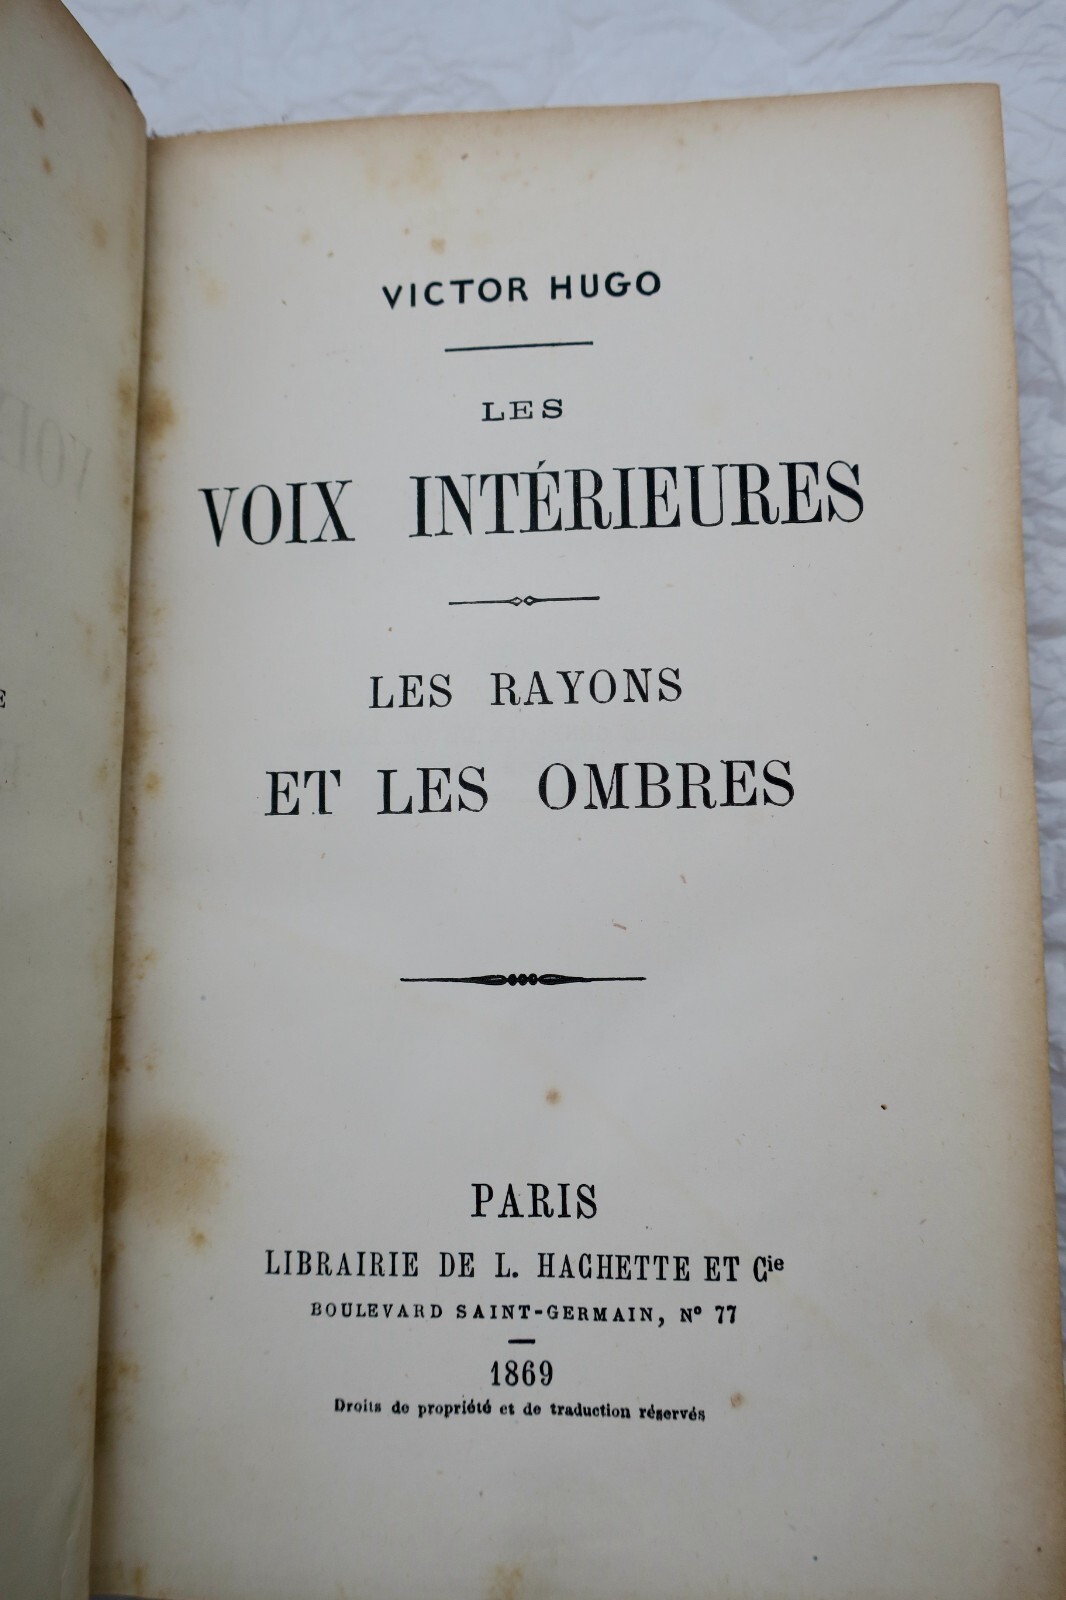 VICTOR HUGO
LES
VOIX INTÉRIEURES
LES RAYONS
ET LES OMBRES
PARIS
LIBRAIRIE DE L. HACHETTE ET Cie
BOULEVARD SAINT-GERMAIN, N° 77
1869
Droits de propriété et de traduction réservés